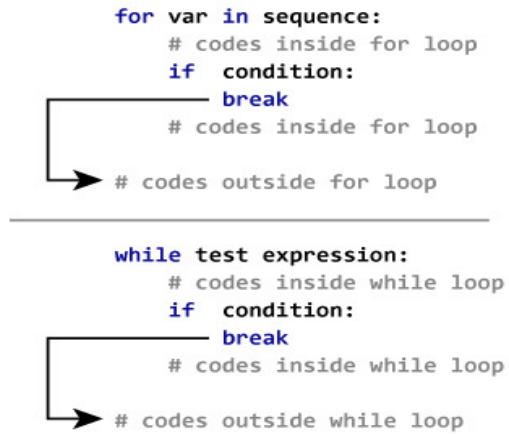 for var in sequence:
# codes inside for loop
if condition:
break
# codes inside for loop
# codes outside for loop
while test expression:
# codes inside while loop
if condition:
break
# codes inside while loop
# codes outside while loop